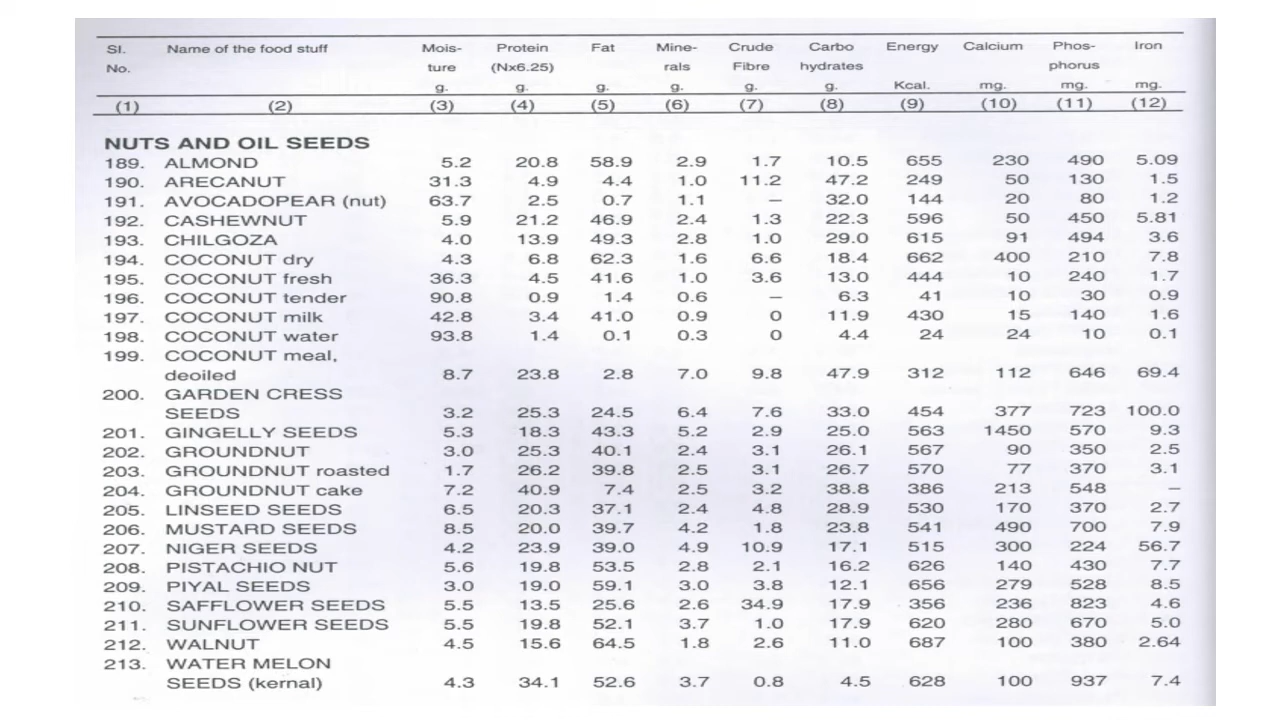 Sl. Name of the food stuff Mois- Protein Fat Mine- Crude Carbo Energy Calcium Phos- Iron
No. ture (Nx6.25) rals Fibre hydrates phorus
g. g. g. g. g. g. Kcal. mg. mg. mg.
(1) (2) (3) (4) (5) (6) (7) (8) (9) (10) (11) (12)
NUTS AND OIL SEEDS
189. ALMOND 5.2 20.8 58.9 2.9 1.7 10.5 655 230 490 5.09
190. ARECANUT 31.3 4.9 4.4 1.0 11.2 47.2 249 50 130 1.5
191. AVOCADOPEAR (nut) 63.7 2.5 0.7 1.1 – 32.0 144 20 80 1.2
192. CASHEWNUT 5.9 21.2 46.9 2.4 1.3 22.3 596 50 450 5.81
193. CHILGOZA 4.0 13.9 49.3 2.8 1.0 29.0 615 91 494 3.6
194. COCONUT dry 4.3 6.8 62.3 1.6 6.6 18.4 662 400 210 7.8
195. COCONUT fresh 36.3 4.5 41.6 1.0 3.6 13.0 444 10 240 1.7
196. COCONUT tender 90.8 0.9 1.4 0.6 – 6.3 41 10 30 0.9
197. COCONUT milk 42.8 3.4 41.0 0.9 0 11.9 430 15 140 1.6
198. COCONUT water 93.8 1.4 0.1 0.3 0 4.4 24 24 10 0.1
199. COCONUT meal,
deoiled 8.7 23.8 2.8 7.0 9.8 47.9 312 112 646 69.4
200. GARDEN CRESS
SEEDS 3.2 25.3 24.5 6.4 7.6 33.0 454 377 723 100.0
201. GINGELLY SEEDS 5.3 18.3 43.3 5.2 2.9 25.0 563 1450 570 9.3
202. GROUNDNUT 3.0 25.3 40.1 2.4 3.1 26.1 567 90 350 2.5
203. GROUNDNUT roasted 1.7 26.2 39.8 2.5 3.1 26.7 570 77 370 3.1
204. GROUNDNUT cake 7.2 40.9 7.4 2.5 3.2 38.8 386 213 548 –
205. LINSEED SEEDS 6.5 20.3 37.1 2.4 4.8 28.9 530 170 370 2.7
206. MUSTARD SEEDS 8.5 20.0 39.7 4.2 1.8 23.8 541 490 700 7.9
207. NIGER SEEDS 4.2 23.9 39.0 4.9 10.9 17.1 515 300 224 56.7
208. PISTACHIO NUT 5.6 19.8 53.5 2.8 2.1 16.2 626 140 430 7.7
209. PIYAL SEEDS 3.0 19.0 59.1 3.0 3.8 12.1 656 279 528 8.5
210. SAFFLOWER SEEDS 5.5 13.5 25.6 2.6 34.9 17.9 356 236 823 4.6
211. SUNFLOWER SEEDS 5.5 19.8 52.1 3.7 1.0 17.9 620 280 670 5.0
212. WALNUT 4.5 15.6 64.5 1.8 2.6 11.0 687 100 380 2.64
213. WATER MELON
SEEDS (kernal) 4.3 34.1 52.6 3.7 0.8 4.5 628 100 937 7.4